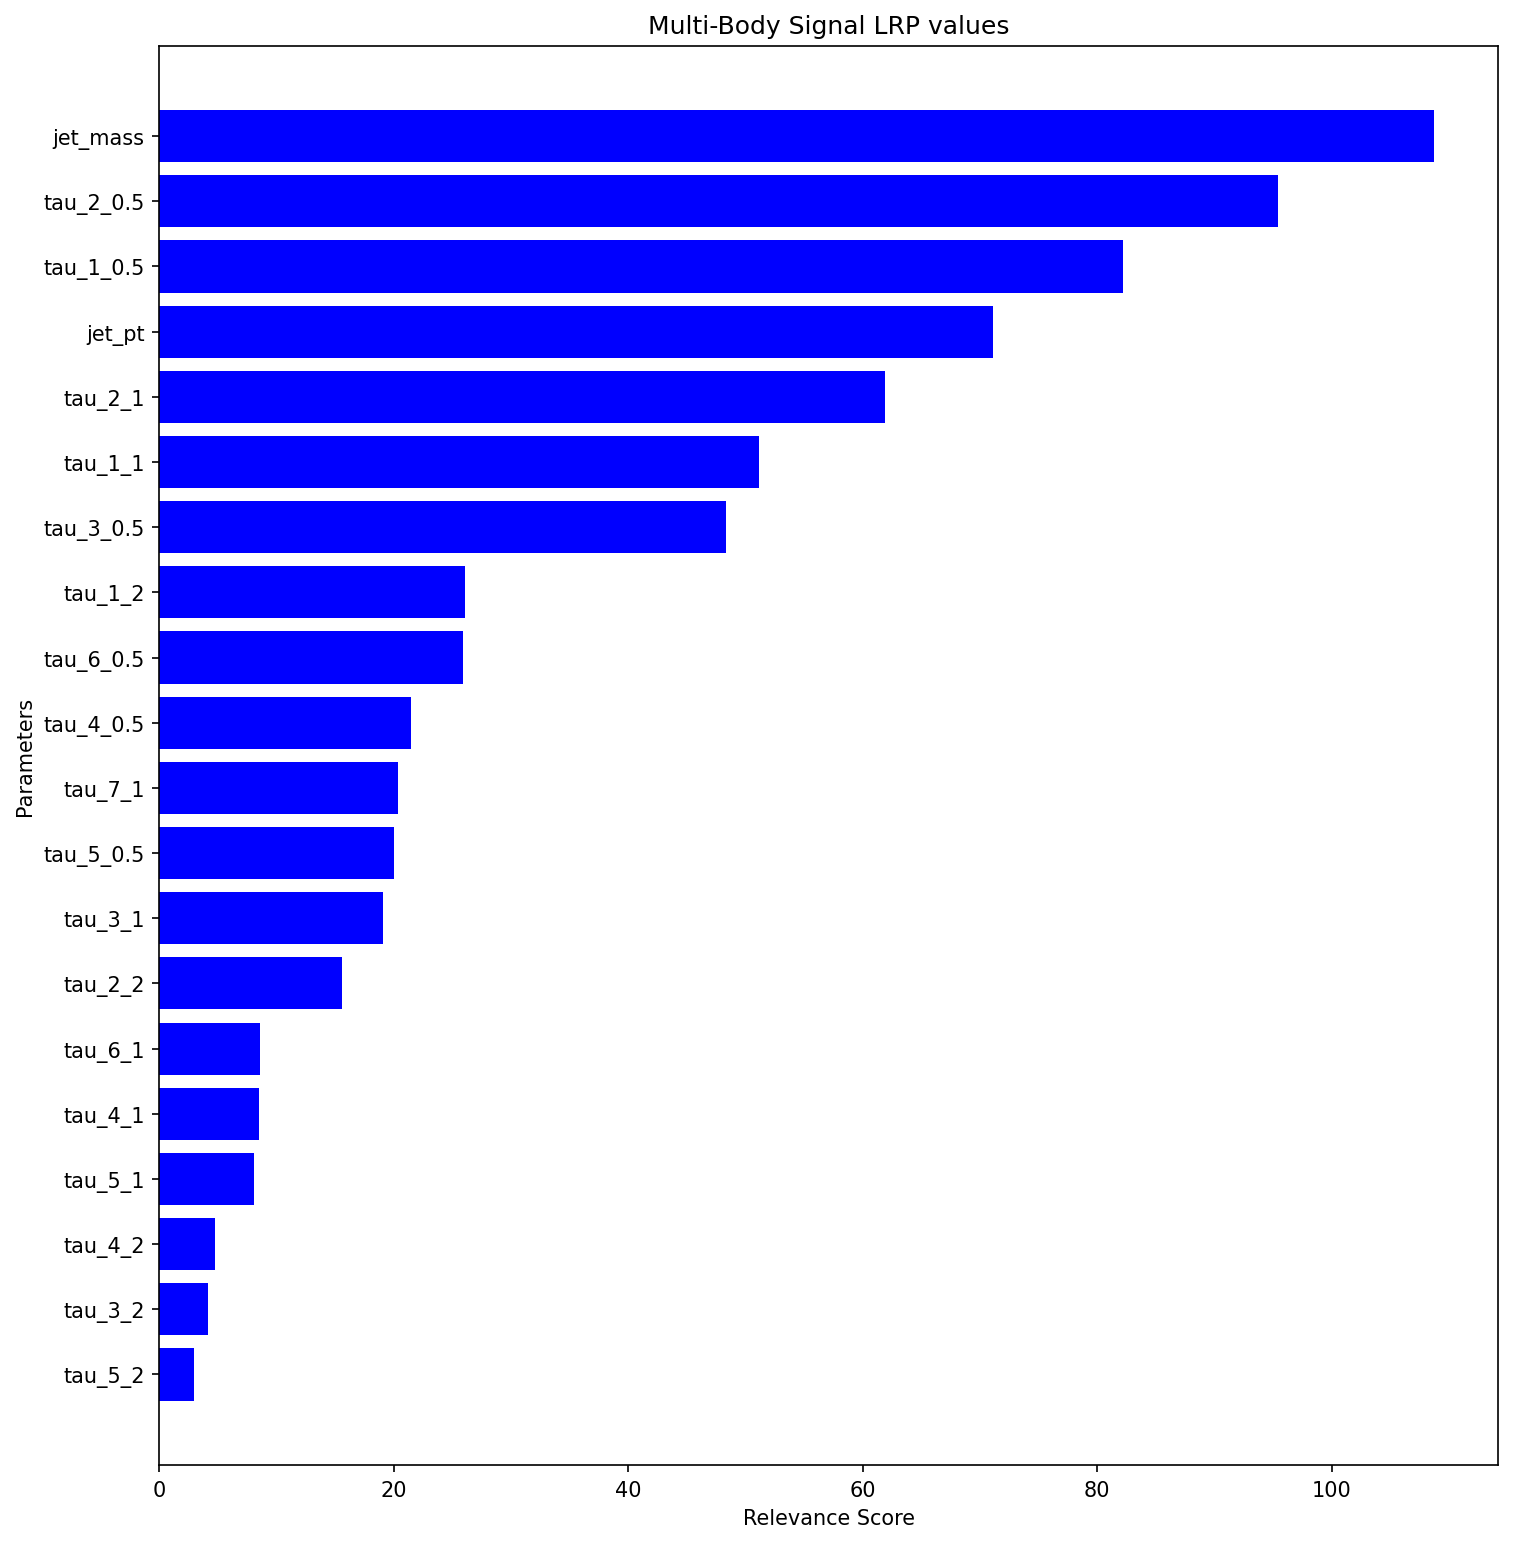 Multi-Body Signal LRP values
jet_mass
tau_2_0.5
tau_1_0.5
jet_pt
tau_2_1
tau_1_1
tau_3_0.5
tau_1_2
tau_6_0.5
tau_4_0.5
tau_7_1
tau_5_0.5
tau_3_1
tau_2_2
tau_6_1
tau_4_1
tau_5_1
tau_4_2
tau_3_2
tau_5_2
Parameters
0 20 40 60 80 100
Relevance Score